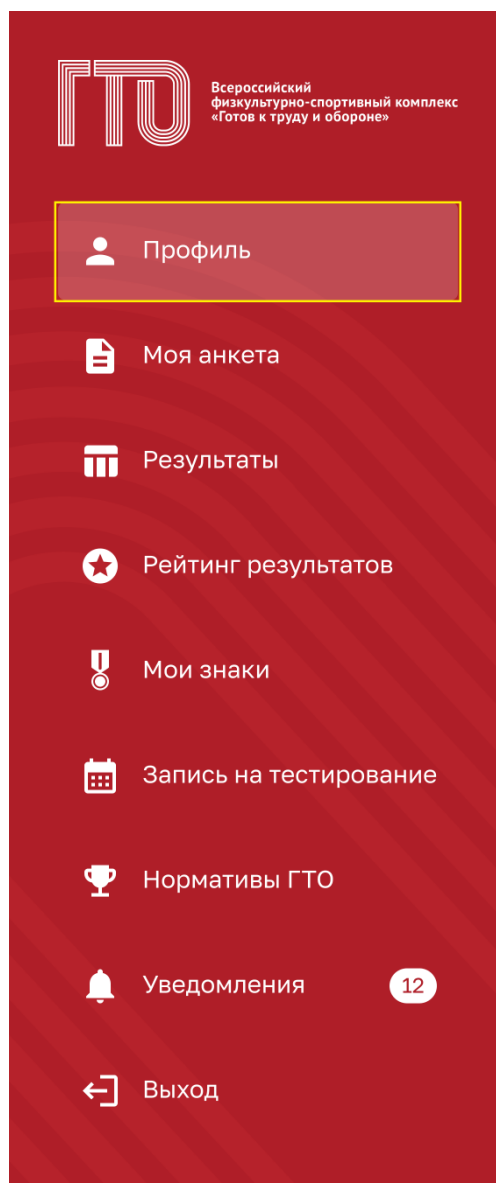 ГТО
Всероссийский
физкультурно-спортивный комплекс
«Готов к труду и обороне»
Профиль
Моя анкета
Результаты
Рейтинг результатов
Мои знаки
Запись на тестирование
Нормативы ГТО
Уведомления 12
Выход